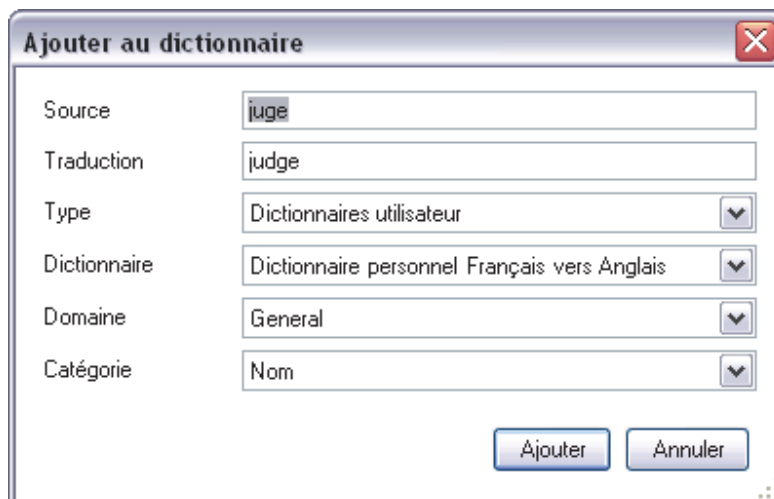 Ajouter au dictionnaire
Source juge
Traduction judge
Type Dictionnaires utilisateur
Dictionnaire Dictionnaire personnel Français vers Anglais
Domaine General
Catégorie Nom
Ajouter Annuler